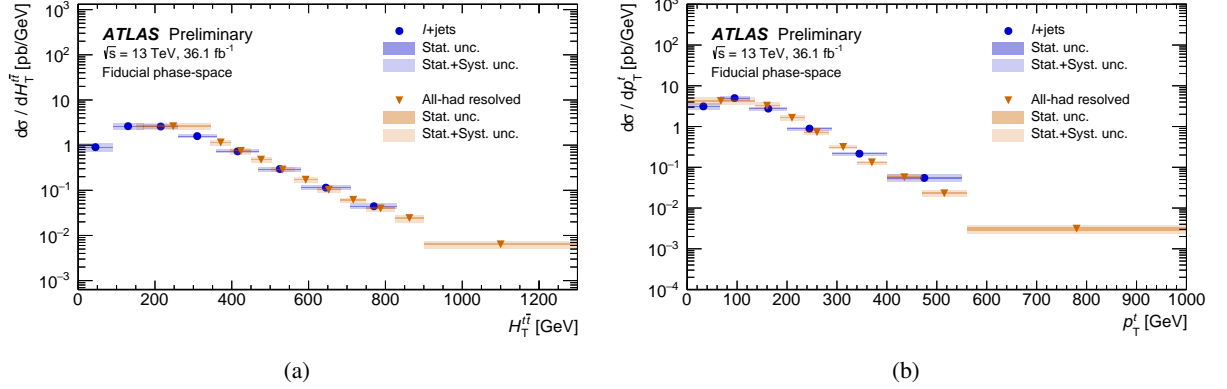 ATLAS Preliminary
√s = 13 TeV, 36.1 fb⁻¹
Fiducial phase-space
l+jets
Stat. unc.
Stat.+Syst. unc.
All-had resolved
Stat. unc.
Stat.+Syst. unc.
dσ / dH_T^{tt̄} [pb/GeV]
10³
10²
10
1
10⁻¹
10⁻²
10⁻³
0 200 400 600 800 1000 1200
H_T^{tt̄} [GeV]
(a)
ATLAS Preliminary
√s = 13 TeV, 36.1 fb⁻¹
Fiducial phase-space
l+jets
Stat. unc.
Stat.+Syst. unc.
All-had resolved
Stat. unc.
Stat.+Syst. unc.
dσ / dp_T^t [pb/GeV]
10³
10²
10
1
10⁻¹
10⁻²
10⁻³
10⁻⁴
0 100 200 300 400 500 600 700 800 900 1000
p_T^t [GeV]
(b)